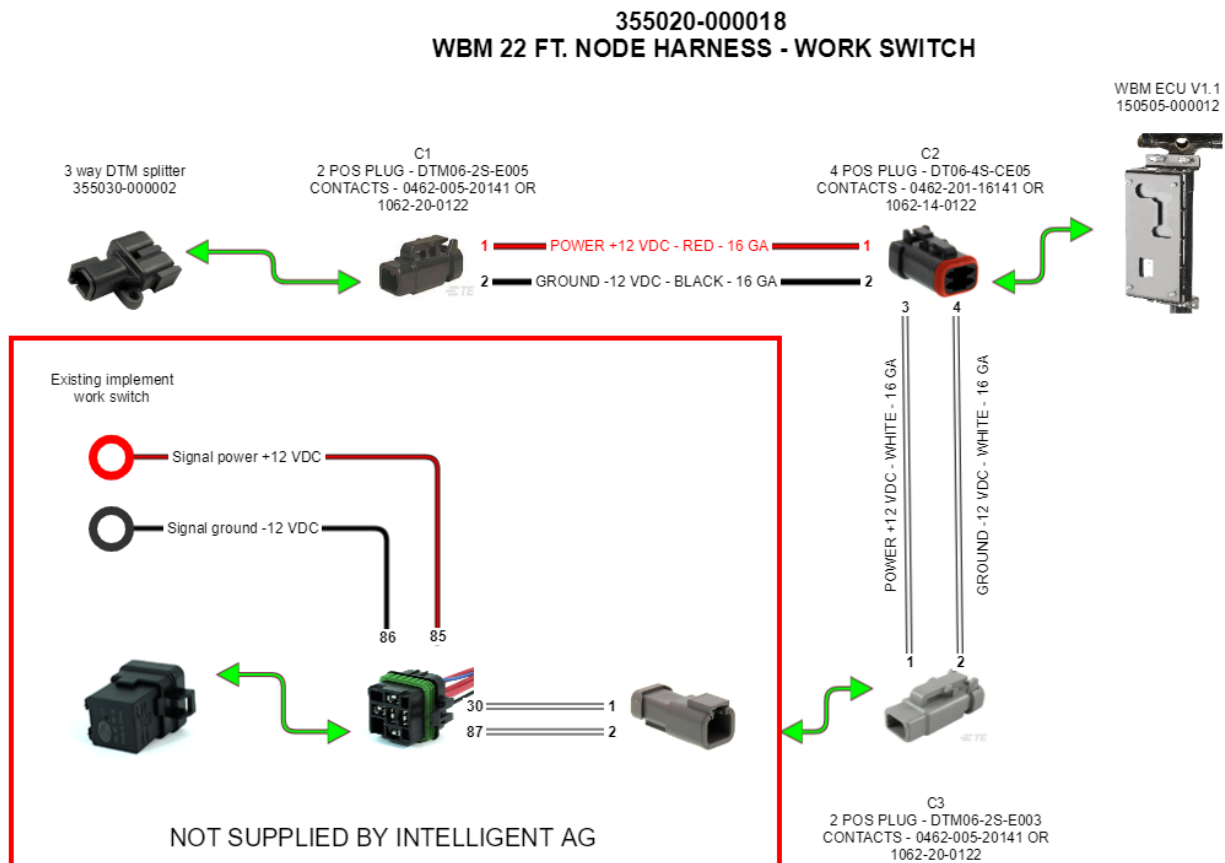 355020-000018
WBM 22 FT. NODE HARNESS - WORK SWITCH
WBM ECU V1.1
150505-000012
3 way DTM splitter
355030-000002
C1
2 POS PLUG - DTM06-2S-E005
CONTACTS - 0462-005-20141 OR
1062-20-0122
C2
4 POS PLUG - DT06-4S-CE05
CONTACTS - 0462-201-16141 OR
1062-14-0122
1 POWER +12 VDC - RED - 16 GA 1
2 GROUND -12 VDC - BLACK - 16 GA 2
TE
3 4
POWER +12 VDC - WHITE - 16 GA
GROUND -12 VDC - WHITE - 16 GA
1 2
TE
C3
2 POS PLUG - DTM06-2S-E003
CONTACTS - 0462-005-20141 OR
1062-20-0122
Existing implement
work switch
Signal power +12 VDC
Signal ground -12 VDC
86 85
30 1
87 2
NOT SUPPLIED BY INTELLIGENT AG